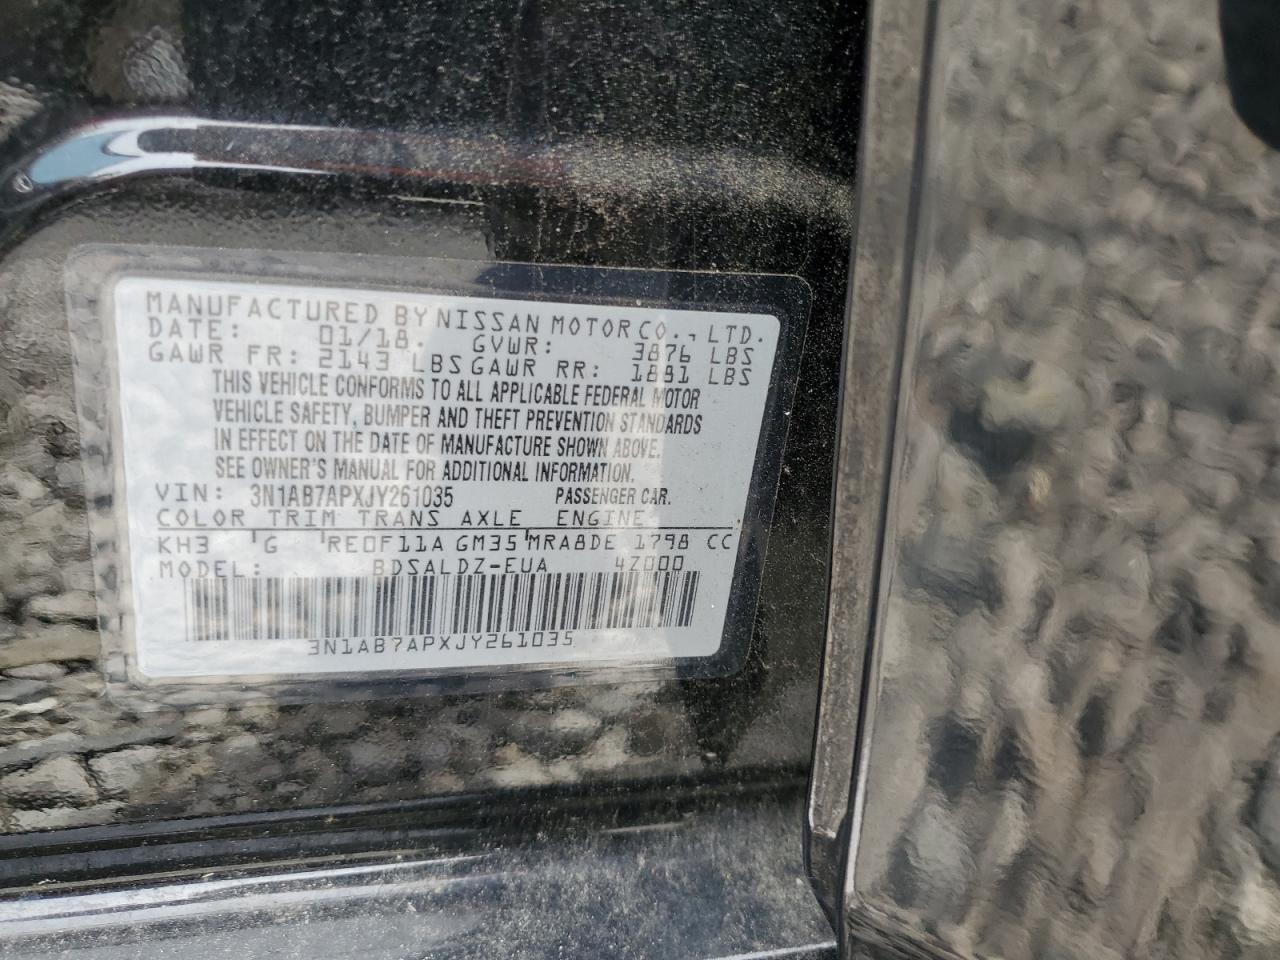 MANUFACTURED BY NISSAN MOTOR CO., LTD.
DATE: 01/18. GVWR: 3876 LBS
GAWR FR: 2143 LBS GAWR RR: 1881 LBS
THIS VEHICLE CONFORMS TO ALL APPLICABLE FEDERAL MOTOR
VEHICLE SAFETY, BUMPER AND THEFT PREVENTION STANDARDS
IN EFFECT ON THE DATE OF MANUFACTURE SHOWN ABOVE.
SEE OWNER'S MANUAL FOR ADDITIONAL INFORMATION.
VIN: 3N1AB7APXJY261035 PASSENGER CAR.
COLOR TRIM TRANS AXLE ENGINE
KH3 G RE0F11A GM35 MRA8DE 1798 CC
MODEL: BDSALDZ-EUA 4Z000
3N1AB7APXJY261035